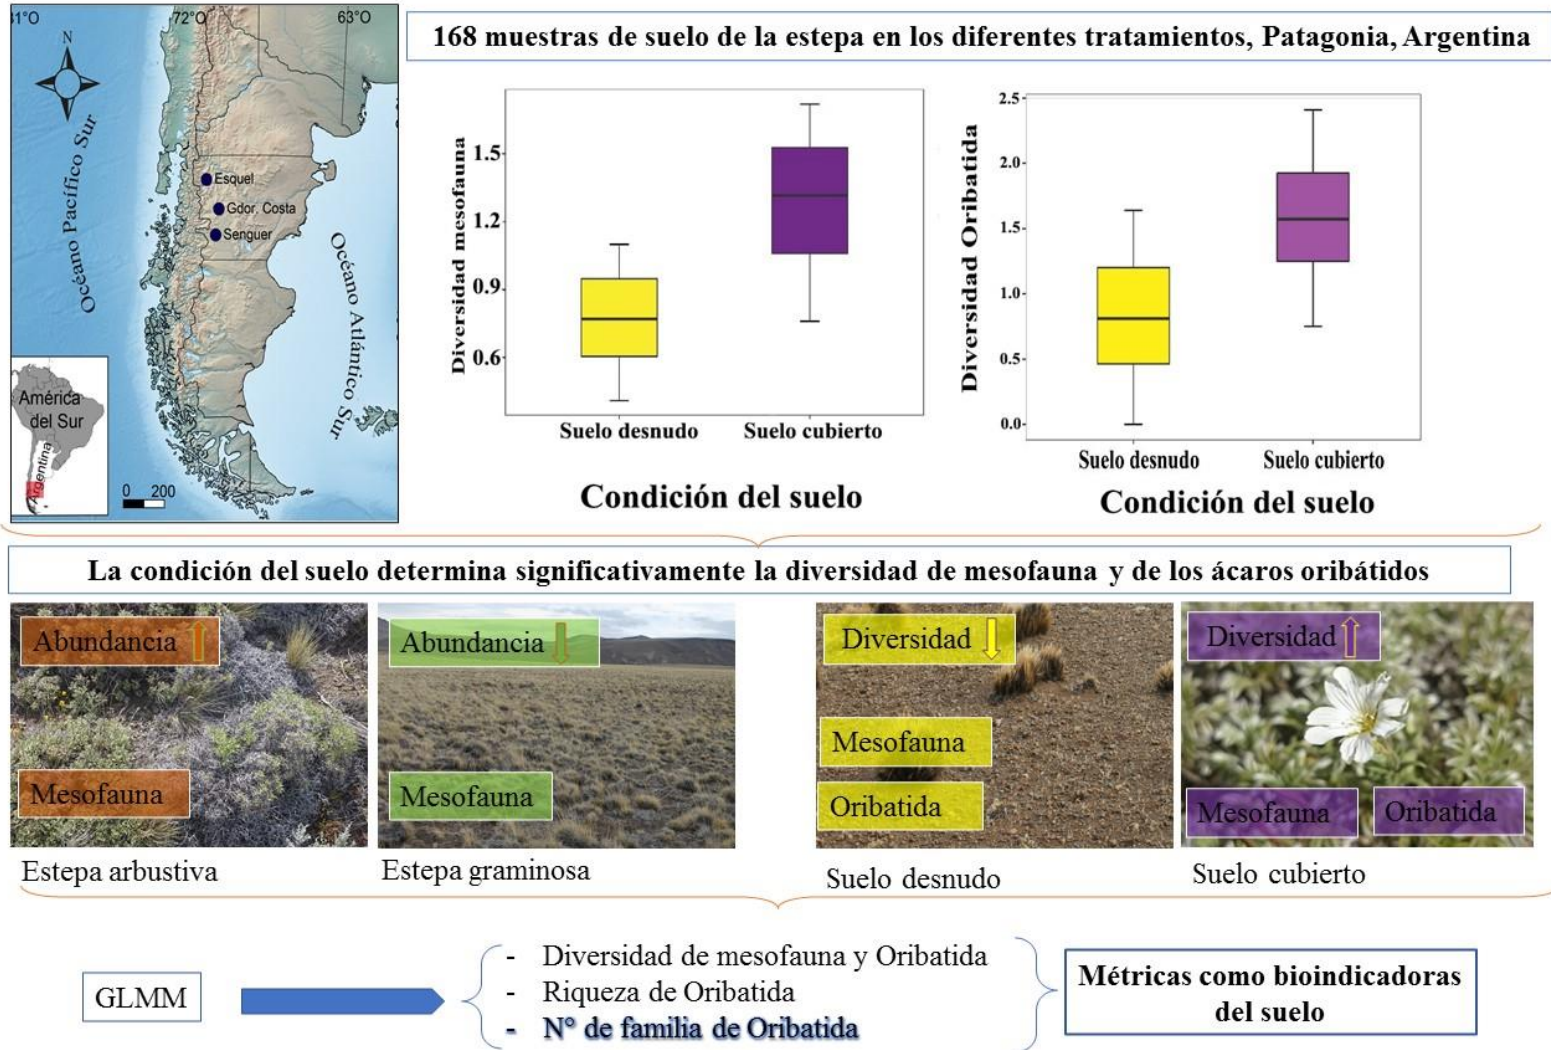 81°O
72°O
63°O
N
Océano Pacífico Sur
Esquel
Gdor. Costa
Senguer
Océano Atlántico Sur
América
del Sur
Argentina
0 200
168 muestras de suelo de la estepa en los diferentes tratamientos, Patagonia, Argentina
Diversidad mesofauna
1.5
1.2
0.9
0.6
Suelo desnudo
Suelo cubierto
Condición del suelo
Diversidad Oribatida
2.5
2.0
1.5
1.0
0.5
0.0
Suelo desnudo
Suelo cubierto
Condición del suelo
La condición del suelo determina significativamente la diversidad de mesofauna y de los ácaros oribátidos
Abundancia
Mesofauna
Estepa arbustiva
Abundancia
Mesofauna
Estepa graminosa
Diversidad
Mesofauna
Oribatida
Suelo desnudo
Diversidad
Mesofauna
Oribatida
Suelo cubierto
GLMM
- Diversidad de mesofauna y Oribatida
- Riqueza de Oribatida
- N° de familia de Oribatida
Métricas como bioindicadoras
del suelo